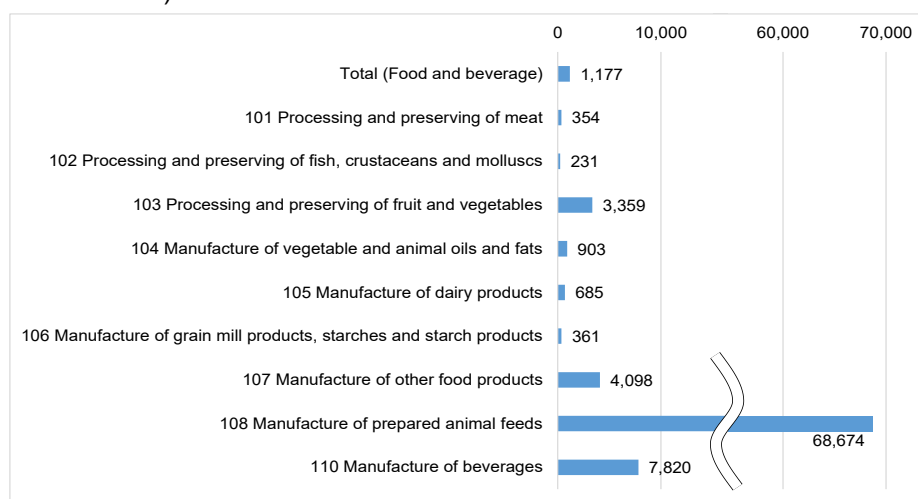 0 10,000 60,000 70,000
Total (Food and beverage) 1,177
101 Processing and preserving of meat 354
102 Processing and preserving of fish, crustaceans and molluscs 231
103 Processing and preserving of fruit and vegetables 3,359
104 Manufacture of vegetable and animal oils and fats 903
105 Manufacture of dairy products 685
106 Manufacture of grain mill products, starches and starch products 361
107 Manufacture of other food products 4,098
108 Manufacture of prepared animal feeds 68,674
110 Manufacture of beverages 7,820